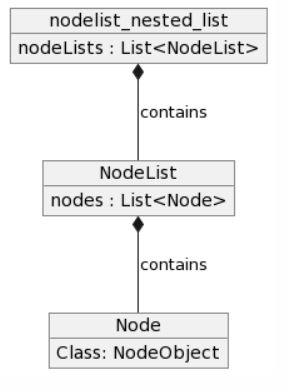 nodelist_nested_list
nodeLists : List<NodeList>
contains
NodeList
nodes : List<Node>
contains
Node
Class: NodeObject